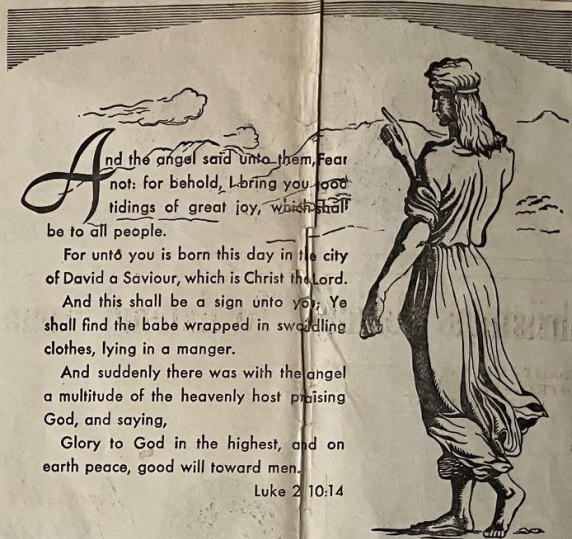 And the angel said unto them, Fear
not: for behold, I bring you good
tidings of great joy, which shall
be to all people.
For unto you is born this day in the city
of David a Saviour, which is Christ the Lord.
And this shall be a sign unto you; Ye
shall find the babe wrapped in swaddling
clothes, lying in a manger.
And suddenly there was with the angel
a multitude of the heavenly host praising
God, and saying,
Glory to God in the highest, and on
earth peace, good will toward men.
Luke 2 10:14